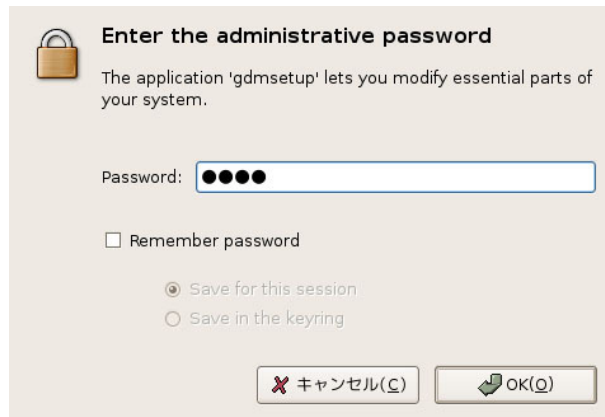 Enter the administrative password
The application 'gdmsetup' lets you modify essential parts of
your system.
Password: ●●●●
Remember password
Save for this session
Save in the keyring
キャンセル(C) OK(O)